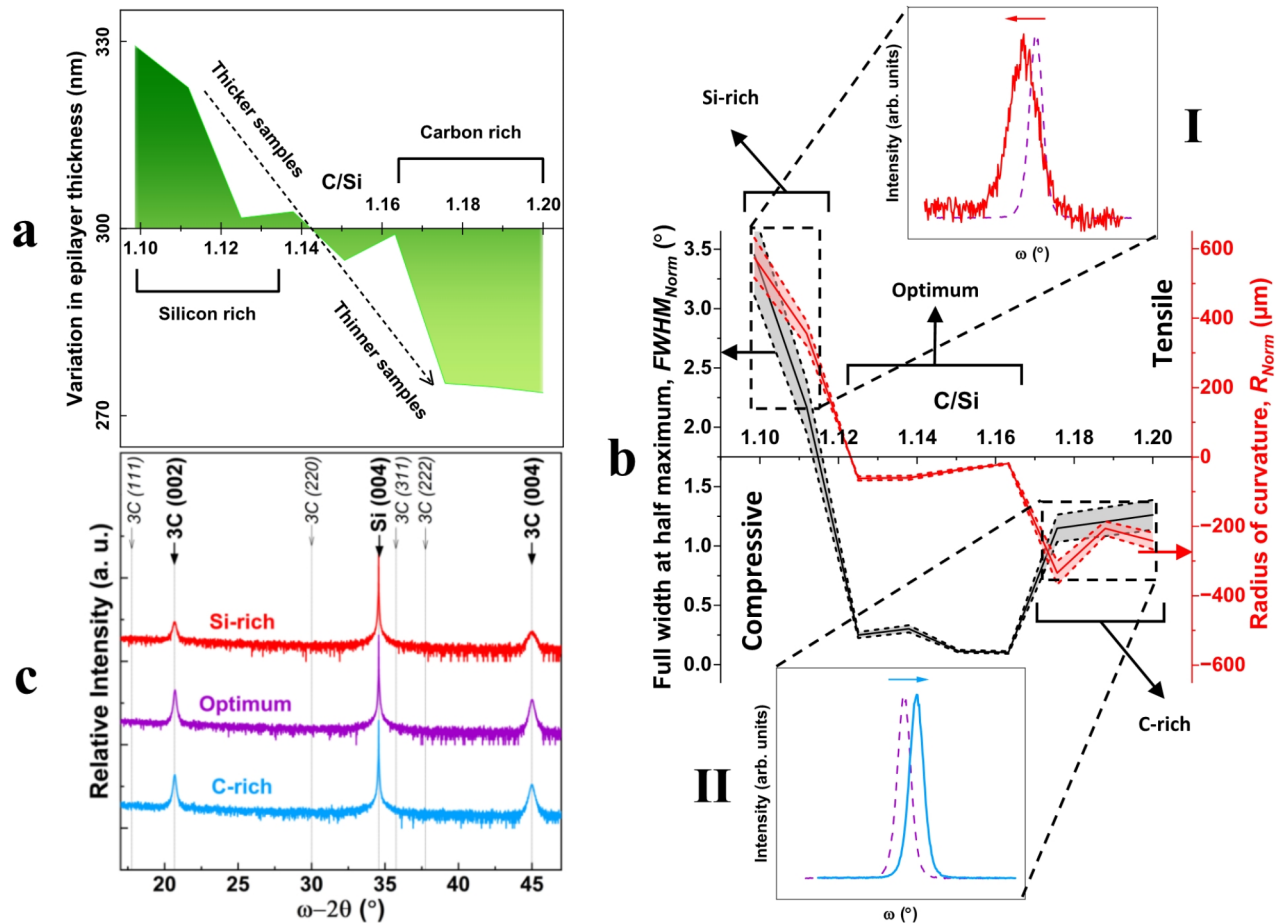 a
Variation in epilayer thickness (nm)
330
300
270
Thicker samples
Thinner samples
Carbon rich
C/Si
1.16
1.18
1.20
1.10
1.12
1.14
Silicon rich
b
Si-rich
Optimum
C/Si
1.10
1.12
1.14
1.16
1.18
1.20
Full width at half maximum, FWHM_Norm (°)
3.5
3.0
2.5
2.0
1.5
1.0
0.5
0.0
Compressive
Tensile
Radius of curvature, R_Norm (μm)
600
400
200
0
−200
−400
−600
C-rich
I
Intensity (arb. units)
ω (°)
II
Intensity (arb. units)
ω (°)
c
Relative Intensity (a. u.)
3C (111)
3C (002)
3C (220)
Si (004)
3C (311)
3C (222)
3C (004)
Si-rich
Optimum
C-rich
20
25
30
35
40
45
ω−2θ (°)